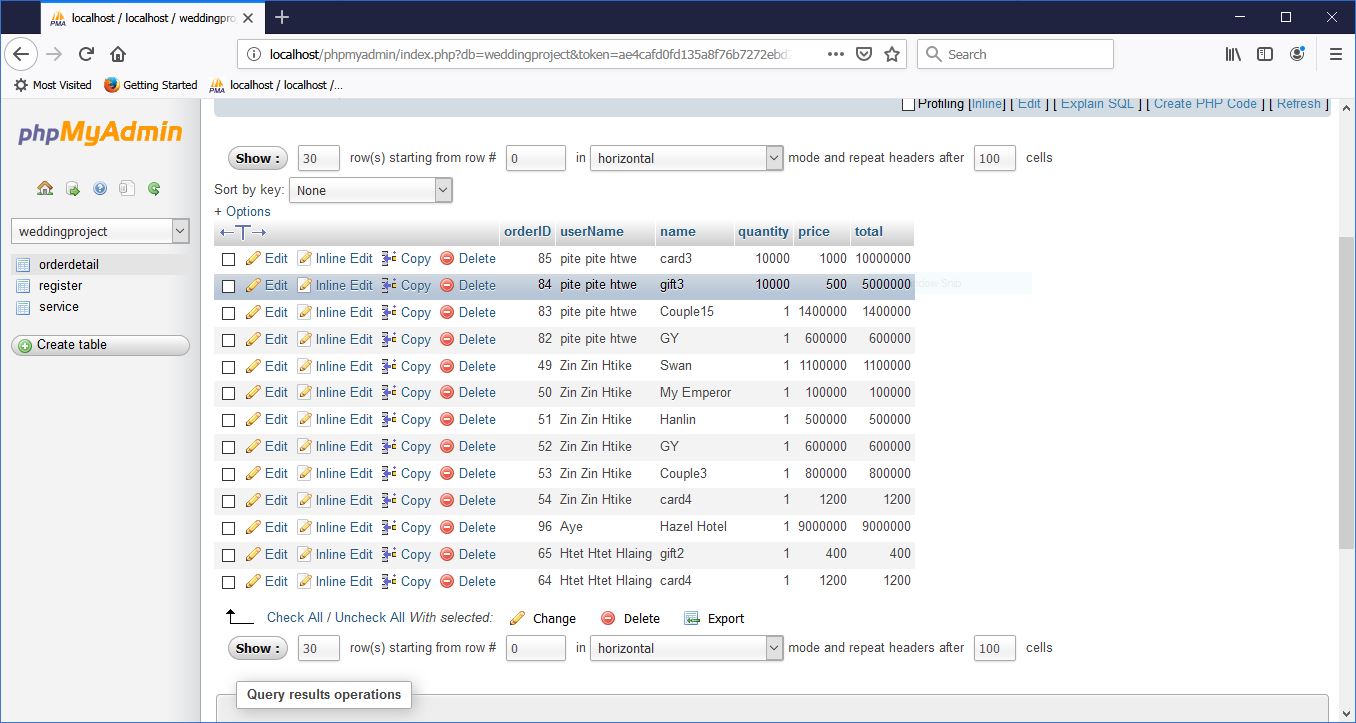 localhost / localhost / weddingpro
localhost/phpmyadmin/index.php?db=weddingproject&token=ae4cafd0fd135a8f76b7272ebd
Search
Most Visited Getting Started localhost / localhost /...
phpMyAdmin
weddingproject
orderdetail
register
service
Create table
Profiling [Inline] [ Edit ] [ Explain SQL ] [ Create PHP Code ] [ Refresh ]
Show : 30 row(s) starting from row # 0 in horizontal mode and repeat headers after 100 cells
Sort by key: None
+ Options
←T→ orderID userName name quantity price total
Edit Inline Edit Copy Delete 85 pite pite htwe card3 10000 1000 10000000
Edit Inline Edit Copy Delete 84 pite pite htwe gift3 10000 500 5000000
Edit Inline Edit Copy Delete 83 pite pite htwe Couple15 1 1400000 1400000
Edit Inline Edit Copy Delete 82 pite pite htwe GY 1 600000 600000
Edit Inline Edit Copy Delete 49 Zin Zin Htike Swan 1 1100000 1100000
Edit Inline Edit Copy Delete 50 Zin Zin Htike My Emperor 1 100000 100000
Edit Inline Edit Copy Delete 51 Zin Zin Htike Hanlin 1 500000 500000
Edit Inline Edit Copy Delete 52 Zin Zin Htike GY 1 600000 600000
Edit Inline Edit Copy Delete 53 Zin Zin Htike Couple3 1 800000 800000
Edit Inline Edit Copy Delete 54 Zin Zin Htike card4 1 1200 1200
Edit Inline Edit Copy Delete 96 Aye Hazel Hotel 1 9000000 9000000
Edit Inline Edit Copy Delete 65 Htet Htet Hlaing gift2 1 400 400
Edit Inline Edit Copy Delete 64 Htet Htet Hlaing card4 1 1200 1200
Check All / Uncheck All With selected: Change Delete Export
Show : 30 row(s) starting from row # 0 in horizontal mode and repeat headers after 100 cells
Query results operations